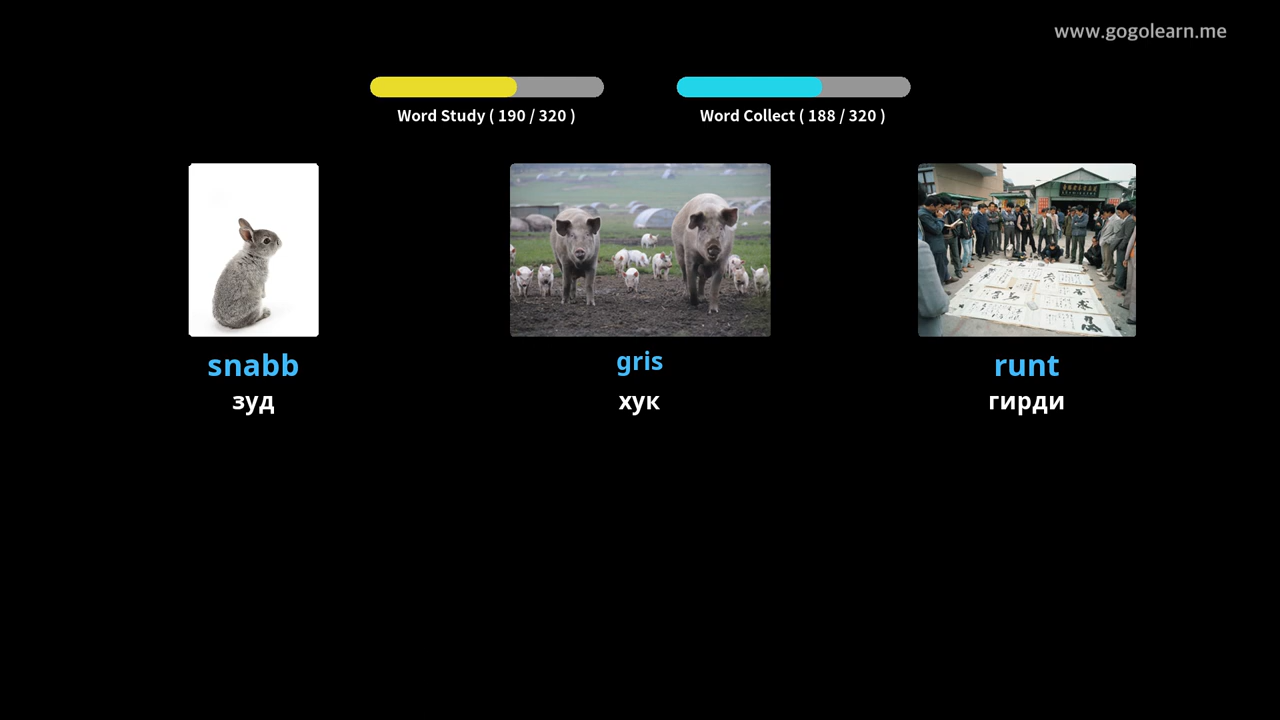 www.gogolearn.me
Word Study ( 190 / 320 )
Word Collect ( 188 / 320 )
snabb
gris
runt
зуд
хук
гирди